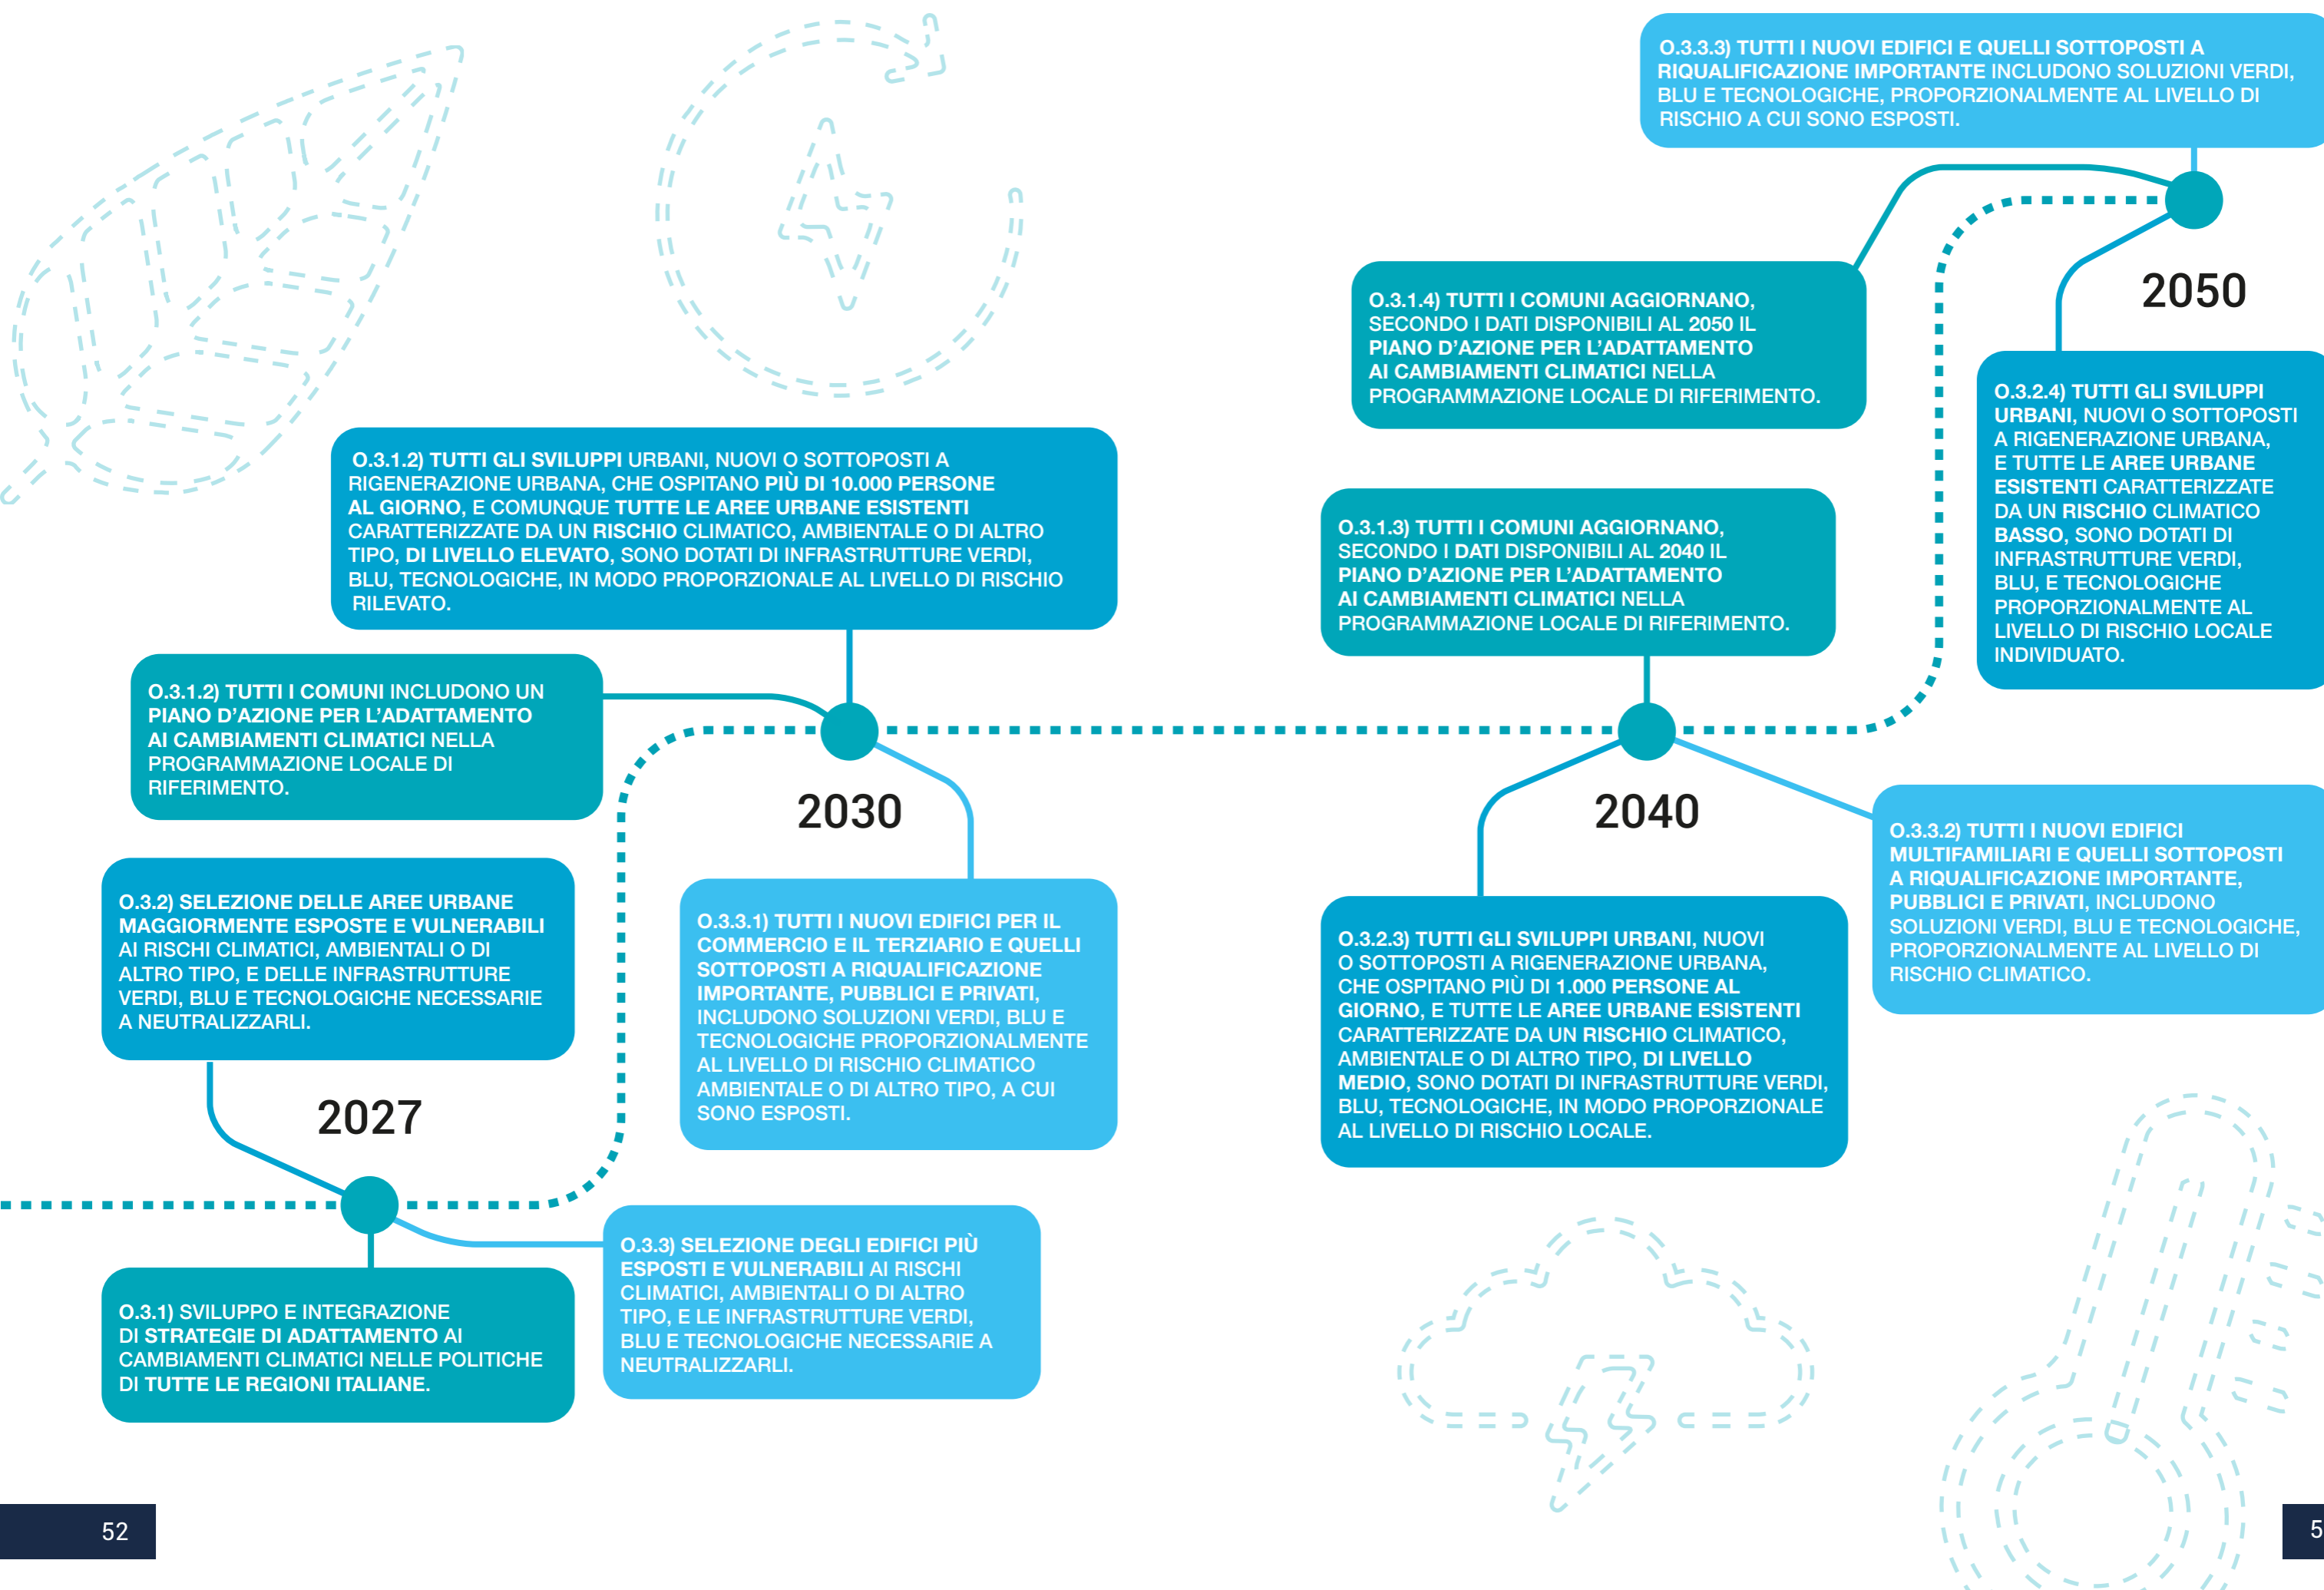 O.3.1.2) TUTTI GLI SVILUPPI URBANI, NUOVI O SOTTOPOSTI A
RIGENERAZIONE URBANA, CHE OSPITANO PIÙ DI 10.000 PERSONE
AL GIORNO, E COMUNQUE TUTTE LE AREE URBANE ESISTENTI
CARATTERIZZATE DA UN RISCHIO CLIMATICO, AMBIENTALE O DI ALTRO
TIPO, DI LIVELLO ELEVATO, SONO DOTATI DI INFRASTRUTTURE VERDI,
BLU, TECNOLOGICHE, IN MODO PROPORZIONALE AL LIVELLO DI RISCHIO
RILEVATO.
O.3.1.2) TUTTI I COMUNI INCLUDONO UN
PIANO D'AZIONE PER L'ADATTAMENTO
AI CAMBIAMENTI CLIMATICI NELLA
PROGRAMMAZIONE LOCALE DI
RIFERIMENTO.
2030
O.3.2) SELEZIONE DELLE AREE URBANE
MAGGIORMENTE ESPOSTE E VULNERABILI
AI RISCHI CLIMATICI, AMBIENTALI O DI
ALTRO TIPO, E DELLE INFRASTRUTTURE
VERDI, BLU E TECNOLOGICHE NECESSARIE
A NEUTRALIZZARLI.
O.3.3.1) TUTTI I NUOVI EDIFICI PER IL
COMMERCIO E IL TERZIARIO E QUELLI
SOTTOPOSTI A RIQUALIFICAZIONE
IMPORTANTE, PUBBLICI E PRIVATI,
INCLUDONO SOLUZIONI VERDI, BLU E
TECNOLOGICHE PROPORZIONALMENTE
AL LIVELLO DI RISCHIO CLIMATICO
AMBIENTALE O DI ALTRO TIPO, A CUI
SONO ESPOSTI.
2027
O.3.3) SELEZIONE DEGLI EDIFICI PIÙ
ESPOSTI E VULNERABILI AI RISCHI
CLIMATICI, AMBIENTALI O DI ALTRO
TIPO, E LE INFRASTRUTTURE VERDI,
BLU E TECNOLOGICHE NECESSARIE A
NEUTRALIZZARLI.
O.3.1) SVILUPPO E INTEGRAZIONE
DI STRATEGIE DI ADATTAMENTO AI
CAMBIAMENTI CLIMATICI NELLE POLITICHE
DI TUTTE LE REGIONI ITALIANE.
52
O.3.3.3) TUTTI I NUOVI EDIFICI E QUELLI SOTTOPOSTI A
RIQUALIFICAZIONE IMPORTANTE INCLUDONO SOLUZIONI VERDI,
BLU E TECNOLOGICHE, PROPORZIONALMENTE AL LIVELLO DI
RISCHIO A CUI SONO ESPOSTI.
O.3.1.4) TUTTI I COMUNI AGGIORNANO,
SECONDO I DATI DISPONIBILI AL 2050 IL
PIANO D'AZIONE PER L'ADATTAMENTO
AI CAMBIAMENTI CLIMATICI NELLA
PROGRAMMAZIONE LOCALE DI RIFERIMENTO.
2050
O.3.2.4) TUTTI GLI SVILUPPI
URBANI, NUOVI O SOTTOPOSTI
A RIGENERAZIONE URBANA,
E TUTTE LE AREE URBANE
ESISTENTI CARATTERIZZATE
DA UN RISCHIO CLIMATICO
BASSO, SONO DOTATI DI
INFRASTRUTTURE VERDI,
BLU, E TECNOLOGICHE
PROPORZIONALMENTE AL
LIVELLO DI RISCHIO LOCALE
INDIVIDUATO.
O.3.1.3) TUTTI I COMUNI AGGIORNANO,
SECONDO I DATI DISPONIBILI AL 2040 IL
PIANO D'AZIONE PER L'ADATTAMENTO
AI CAMBIAMENTI CLIMATICI NELLA
PROGRAMMAZIONE LOCALE DI RIFERIMENTO.
2040
O.3.3.2) TUTTI I NUOVI EDIFICI
MULTIFAMILIARI E QUELLI SOTTOPOSTI
A RIQUALIFICAZIONE IMPORTANTE,
PUBBLICI E PRIVATI, INCLUDONO
SOLUZIONI VERDI, BLU E TECNOLOGICHE,
PROPORZIONALMENTE AL LIVELLO DI
RISCHIO CLIMATICO.
O.3.2.3) TUTTI GLI SVILUPPI URBANI, NUOVI
O SOTTOPOSTI A RIGENERAZIONE URBANA,
CHE OSPITANO PIÙ DI 1.000 PERSONE AL
GIORNO, E TUTTE LE AREE URBANE ESISTENTI
CARATTERIZZATE DA UN RISCHIO CLIMATICO,
AMBIENTALE O DI ALTRO TIPO, DI LIVELLO
MEDIO, SONO DOTATI DI INFRASTRUTTURE VERDI,
BLU, TECNOLOGICHE, IN MODO PROPORZIONALE
AL LIVELLO DI RISCHIO LOCALE.
5